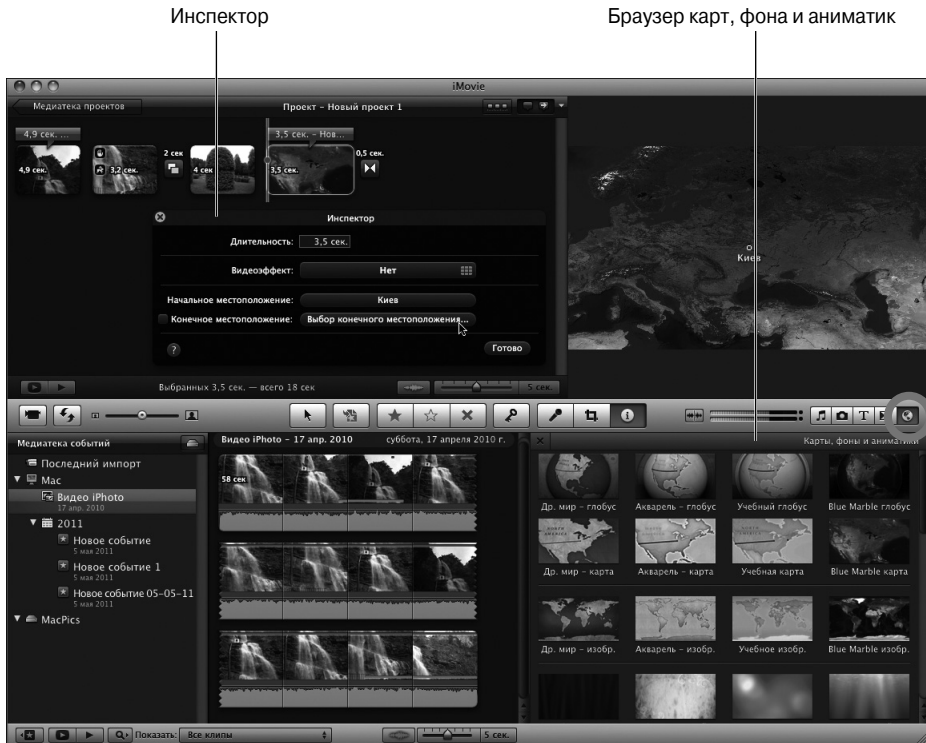 Инспектор
Браузер карт, фона и аниматик
iMovie
Медиатека проектов
Проект – Новый проект 1
4,9 сек. ...
3,5 сек. – Нов...
4,9 сек.
3,2 сек.
2 сек
4 сек
3,5 сек.
0,5 сек.
Инспектор
Длительность: 3,5 сек.
Видеоэффект: Нет
Начальное местоположение: Киев
Конечное местоположение: Выбор конечного местоположения...
? Готово
Киев
Выбранных 3,5 сек. — всего 18 сек
5 сек.
T
Медиатека событий
Последний импорт
Mac
Видео iPhoto
17 апр. 2010
2011
Новое событие
5 мая 2011
Новое событие 1
5 мая 2011
Новое событие 05-05-11
5 мая 2011
MacPics
Видео iPhoto – 17 апр. 2010
суббота, 17 апреля 2010 г.
58 сек
Карты, фоны и аниматики
Др. мир – глобус
Акварель – глобус
Учебный глобус
Blue Marble глобус
NORTH AMERICA
Др. мир – карта
Акварель – карта
Учебная карта
Blue Marble карта
Др. мир – изобр.
Акварель – изобр.
Учебное изобр.
Blue Marble изобр.
Показать: Все клипы
5 сек.